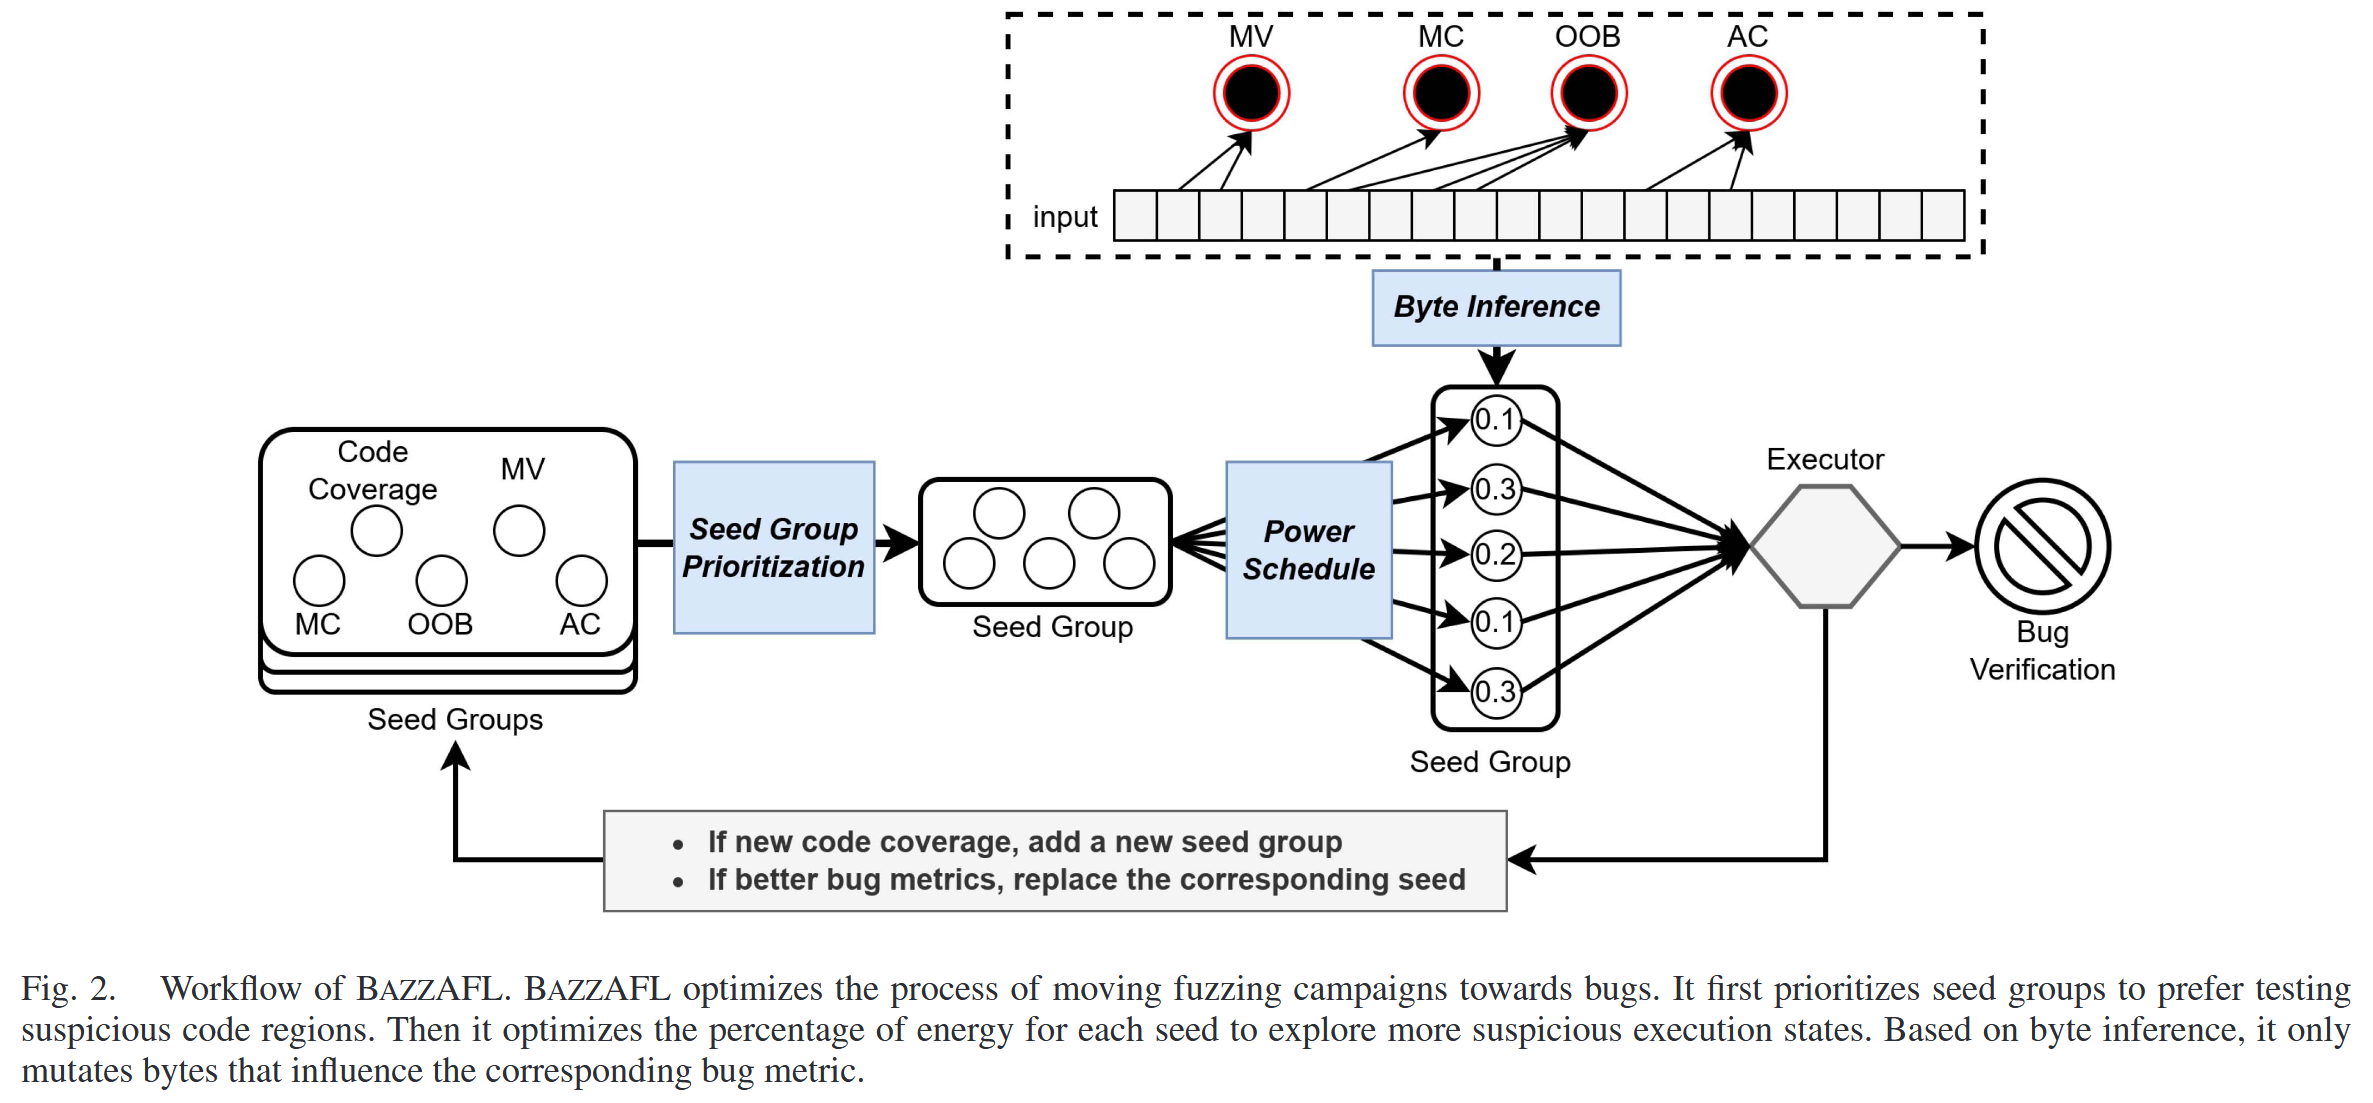 MV MC OOB AC
input
Byte Inference
Code
Coverage
MV
MC OOB AC
Seed Groups
Seed Group
Prioritization
Seed Group
Power
Schedule
0.1
0.3
0.2
0.1
0.3
Seed Group
Executor
Bug
Verification
• If new code coverage, add a new seed group
• If better bug metrics, replace the corresponding seed
Fig. 2. Workflow of BAZZAFL. BAZZAFL optimizes the process of moving fuzzing campaigns towards bugs. It first prioritizes seed groups to prefer testing
suspicious code regions. Then it optimizes the percentage of energy for each seed to explore more suspicious execution states. Based on byte inference, it only
mutates bytes that influence the corresponding bug metric.